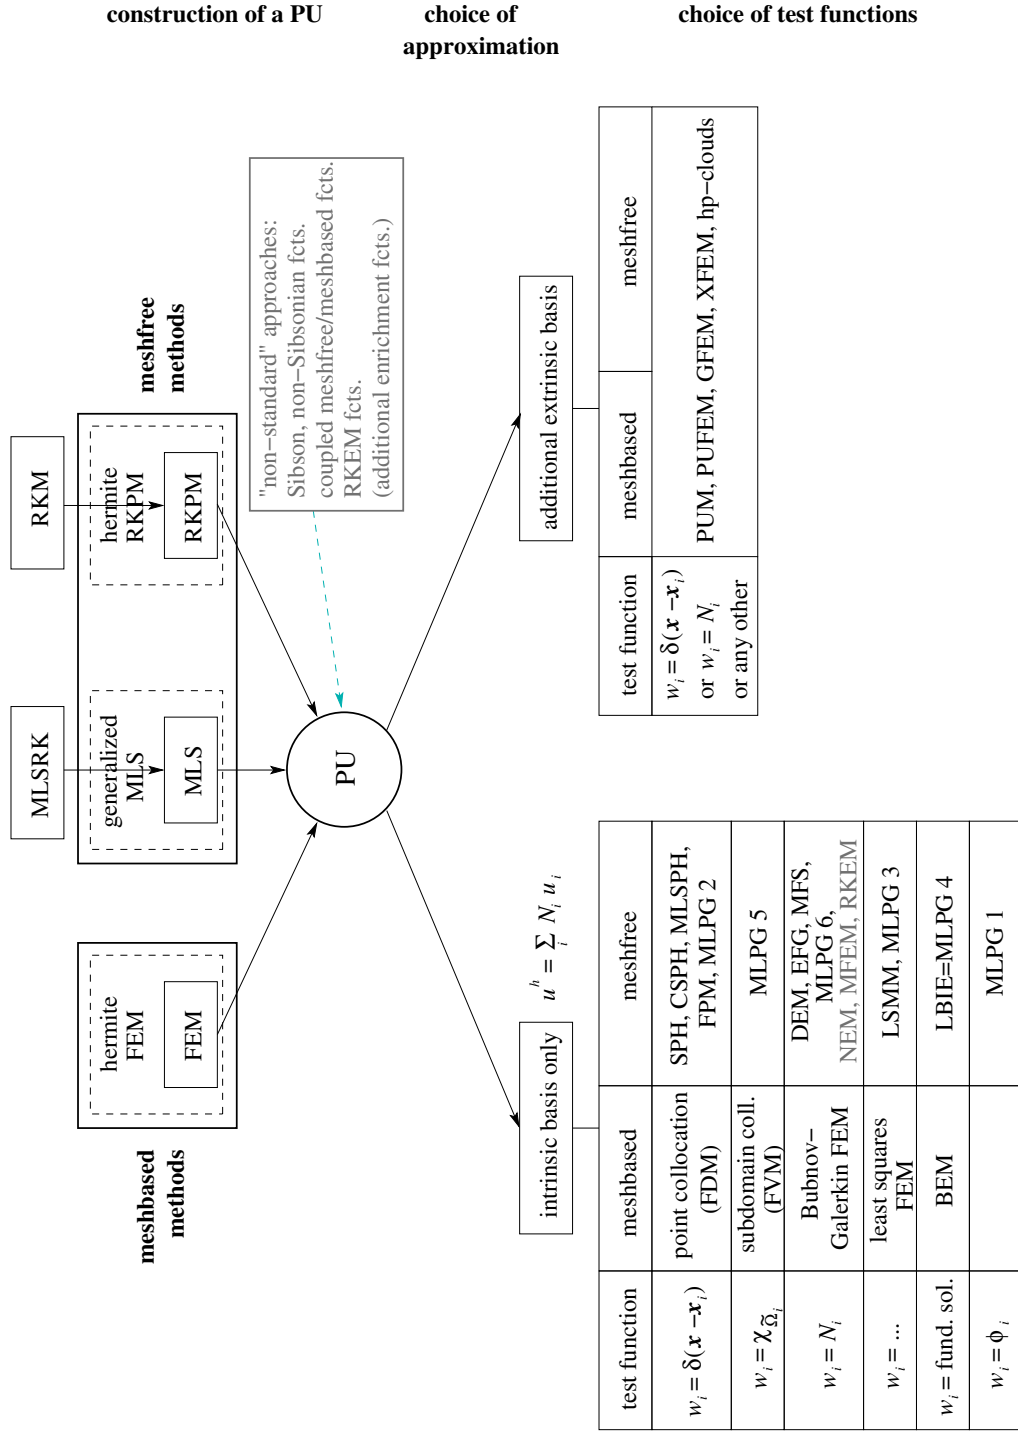 construction of a PU
choice of
approximation
choice of test functions
meshbased
methods
meshfree
methods
MLSRK
RKM
hermite
FEM
FEM
generalized
MLS
MLS
hermite
RKPM
RKPM
"non−standard" approaches:
Sibson, non−Sibsonian fcts.
coupled meshfree/meshbased fcts.
RKEM fcts.
(additional enrichment fcts.)
PU
intrinsic basis only
u^h = Σ_i N_i u_i
additional extrinsic basis
test function
meshbased
meshfree
w_i = δ(x −x_i)
point collocation
(FDM)
SPH, CSPH, MLSPH,
FPM, MLPG 2
w_i = χ_Ω̃_i
subdomain coll.
(FVM)
MLPG 5
w_i = N_i
Bubnov−
Galerkin FEM
DEM, EFG, MFS,
MLPG 6,
NEM, MFEM, RKEM
w_i = ...
least squares
FEM
LSMM, MLPG 3
w_i = fund. sol.
BEM
LBIE=MLPG 4
w_i = ϕ_i
MLPG 1
test function
meshbased
meshfree
w_i = δ(x −x_i)
or w_i = N_i
or any other
PUM, PUFEM, GFEM, XFEM, hp−clouds